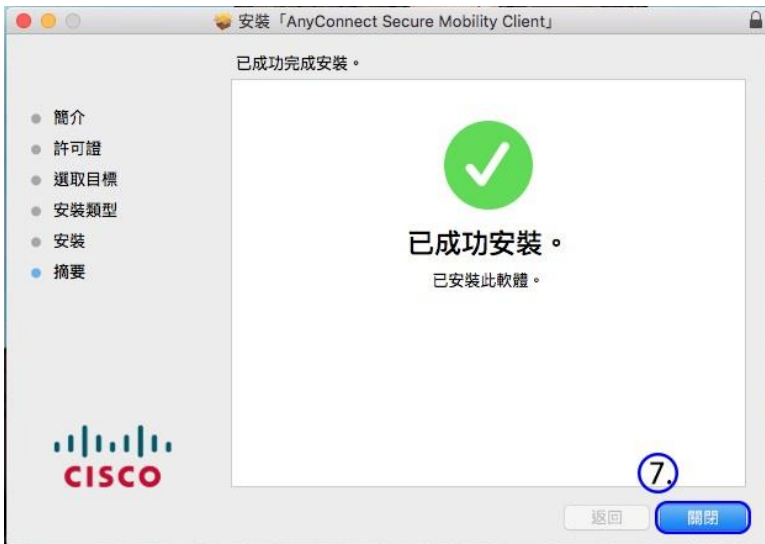 安裝「AnyConnect Secure Mobility Client」
已成功完成安裝。
簡介
許可證
選取目標
安裝類型
安裝
摘要
已成功安裝。
已安裝此軟體。
CISCO
7.
返回
關閉